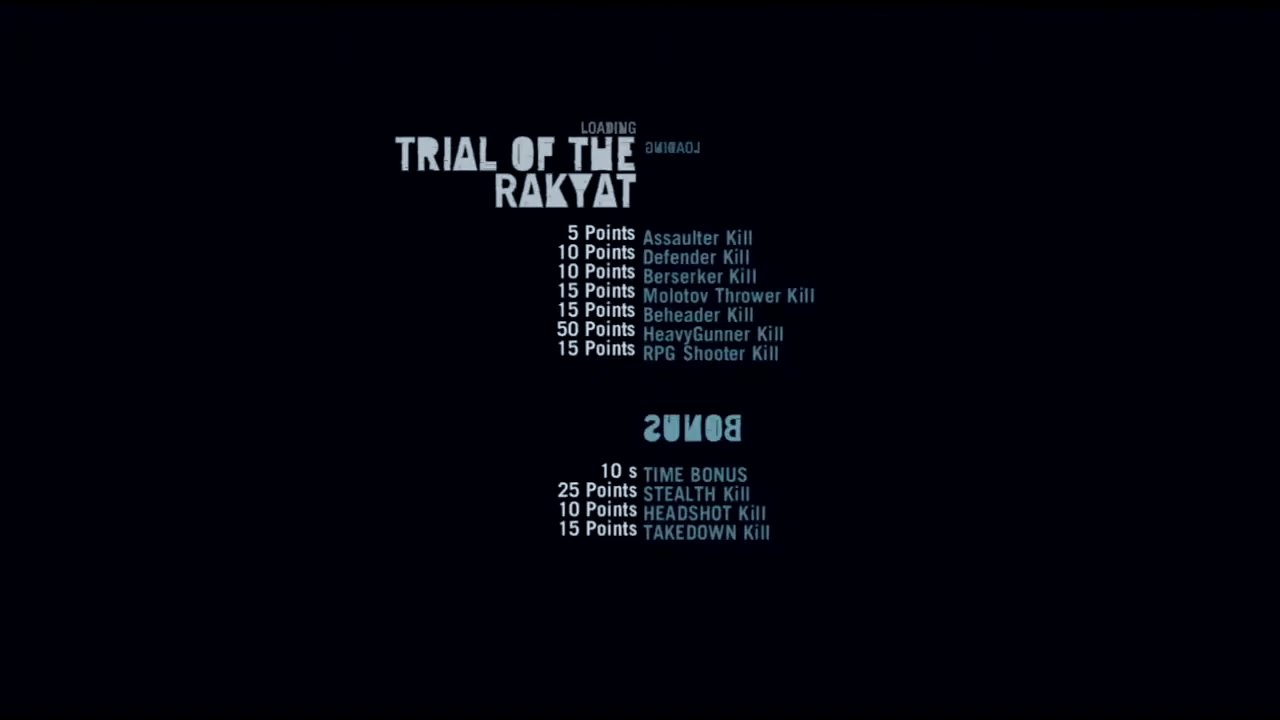 LOADING
TRIAL OF THE
RAKYAT
LOADING
5 Points Assaulter Kill
10 Points Defender Kill
10 Points Berserker Kill
15 Points Molotov Thrower Kill
15 Points Beheader Kill
50 Points HeavyGunner Kill
15 Points RPG Shooter Kill
BONUS
10 s TIME BONUS
25 Points STEALTH Kill
10 Points HEADSHOT Kill
15 Points TAKEDOWN Kill